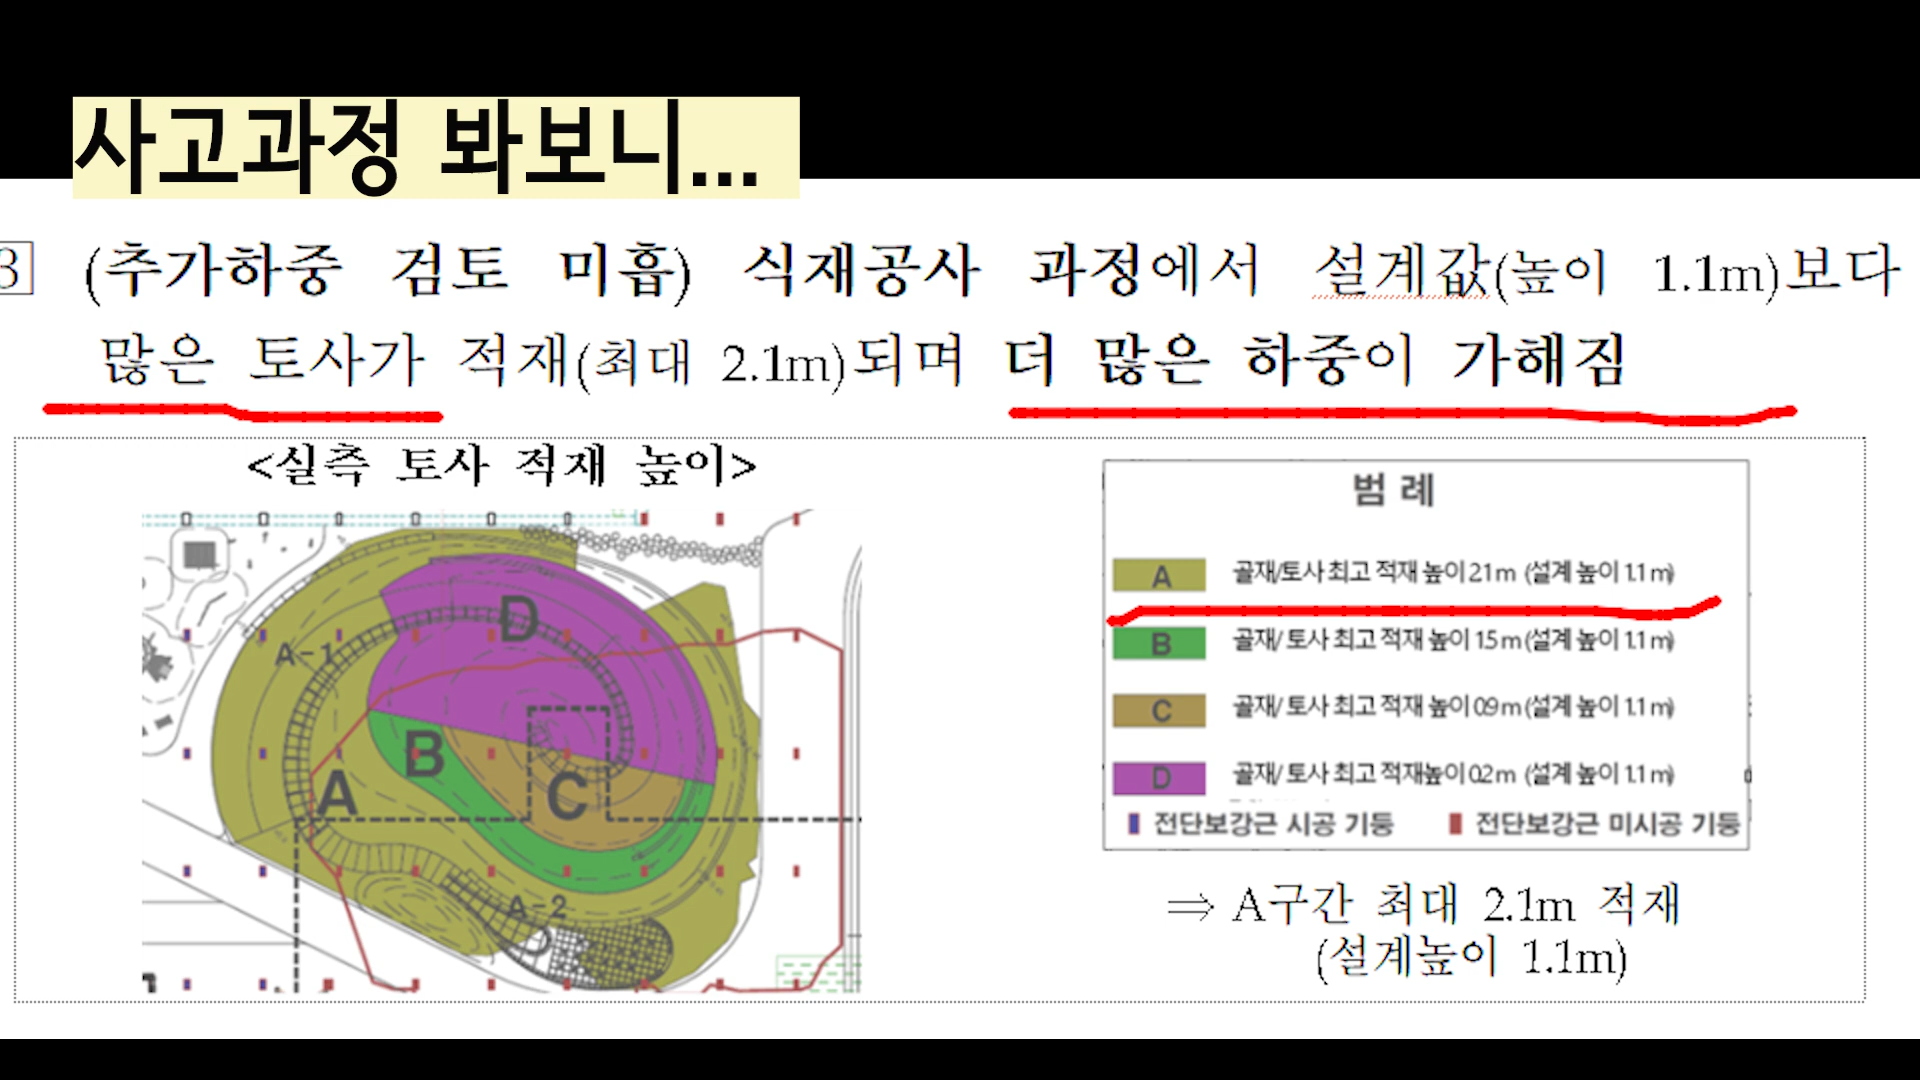 사고과정 봐보니...
3 (추가하중 검토 미흡) 식재공사 과정에서 설계값(높이 1.1m)보다
많은 토사가 적재(최대 2.1m)되며 더 많은 하중이 가해짐
<실측 토사 적재 높이>
D
A-1
B
A
C
A-2
범 례
A 골재/토사 최고 적재 높이 2.1m (설계 높이 1.1m)
B 골재/토사 최고 적재 높이 1.5m (설계 높이 1.1m)
C 골재/토사 최고 적재 높이 0.9m (설계 높이 1.1m)
D 골재/토사 최고 적재높이 0.2m (설계 높이 1.1m)
전단보강근 시공 기둥 전단보강근 미시공 기둥
⇒ A구간 최대 2.1m 적재
(설계높이 1.1m)